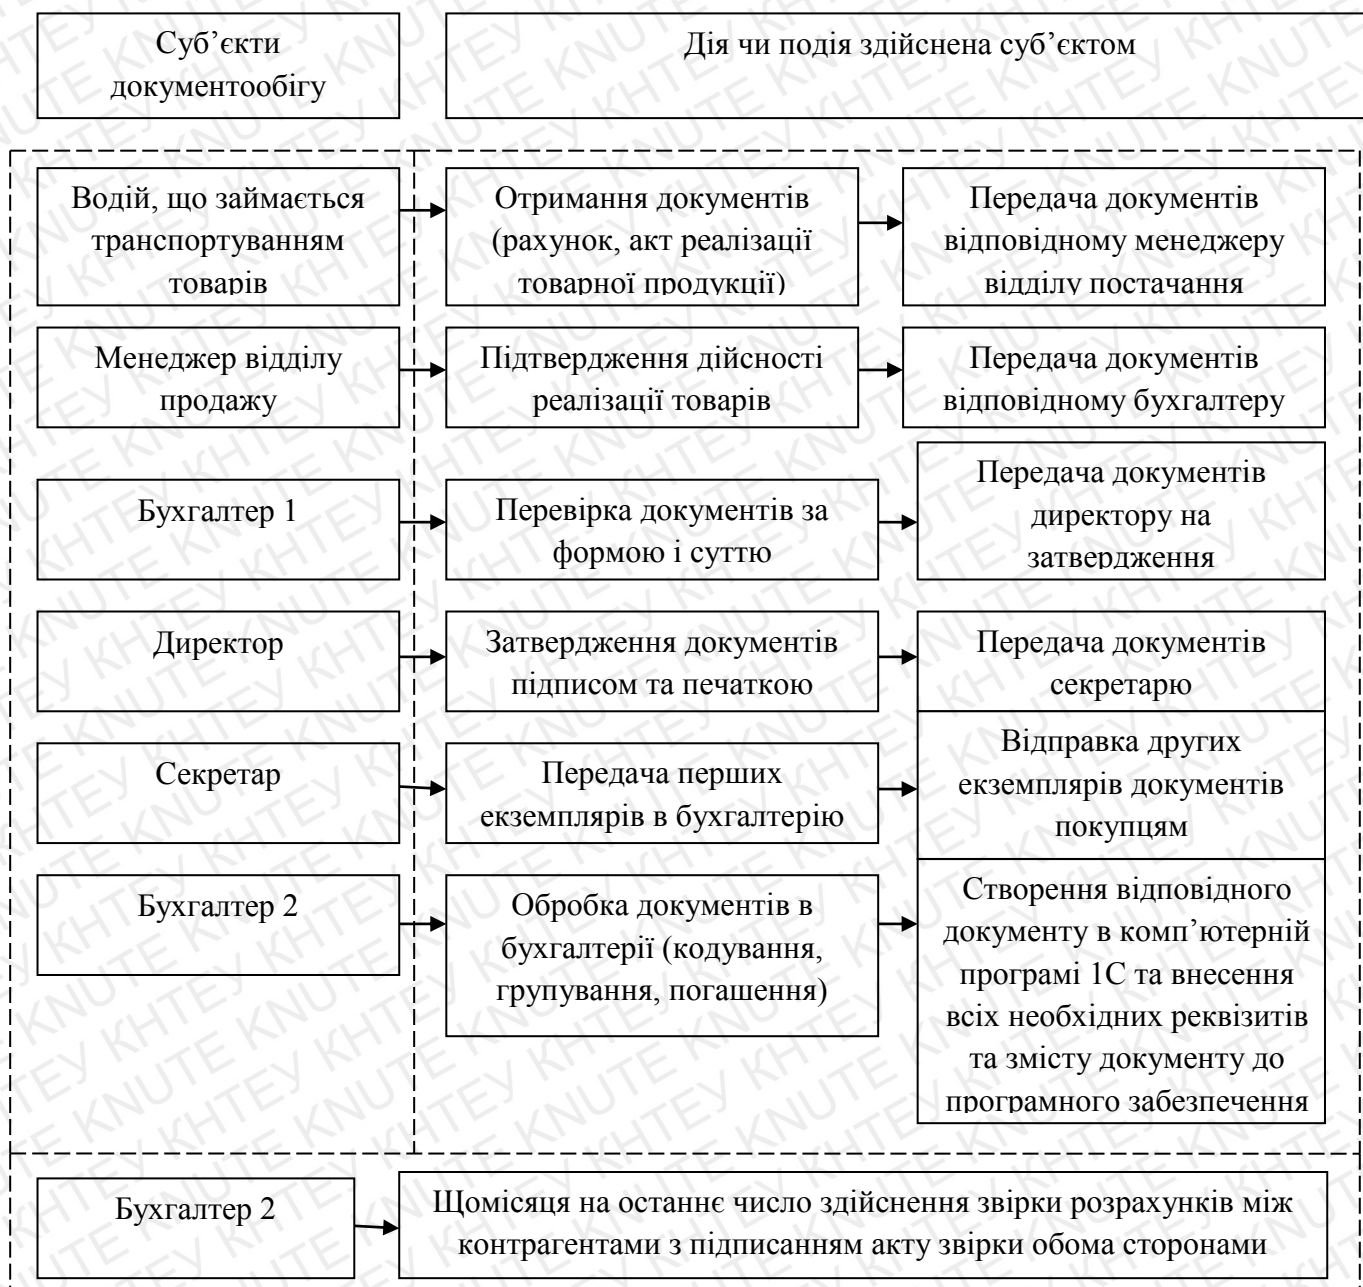 Суб’єкти
документообігу
Дія чи подія здійснена суб’єктом
Водій, що займається
транспортуванням
товарів
Отримання документів
(рахунок, акт реалізації
товарної продукції)
Передача документів
відповідному менеджеру
відділу постачання
Менеджер відділу
продажу
Підтвердження дійсності
реалізації товарів
Передача документів
відповідному бухгалтеру
Бухгалтер 1
Перевірка документів за
формою і суттю
Передача документів
директору на
затвердження
Директор
Затвердження документів
підписом та печаткою
Передача документів
секретарю
Секретар
Передача перших
екземплярів в бухгалтерію
Відправка других
екземплярів документів
покупцям
Бухгалтер 2
Обробка документів в
бухгалтерії (кодування,
групування, погашення)
Створення відповідного
документу в комп’ютерній
програмі 1С та внесення
всіх необхідних реквізитів
та змісту документу до
програмного забезпечення
Бухгалтер 2
Щомісяця на останнє число здійснення звірки розрахунків між
контрагентами з підписанням акту звірки обома сторонами